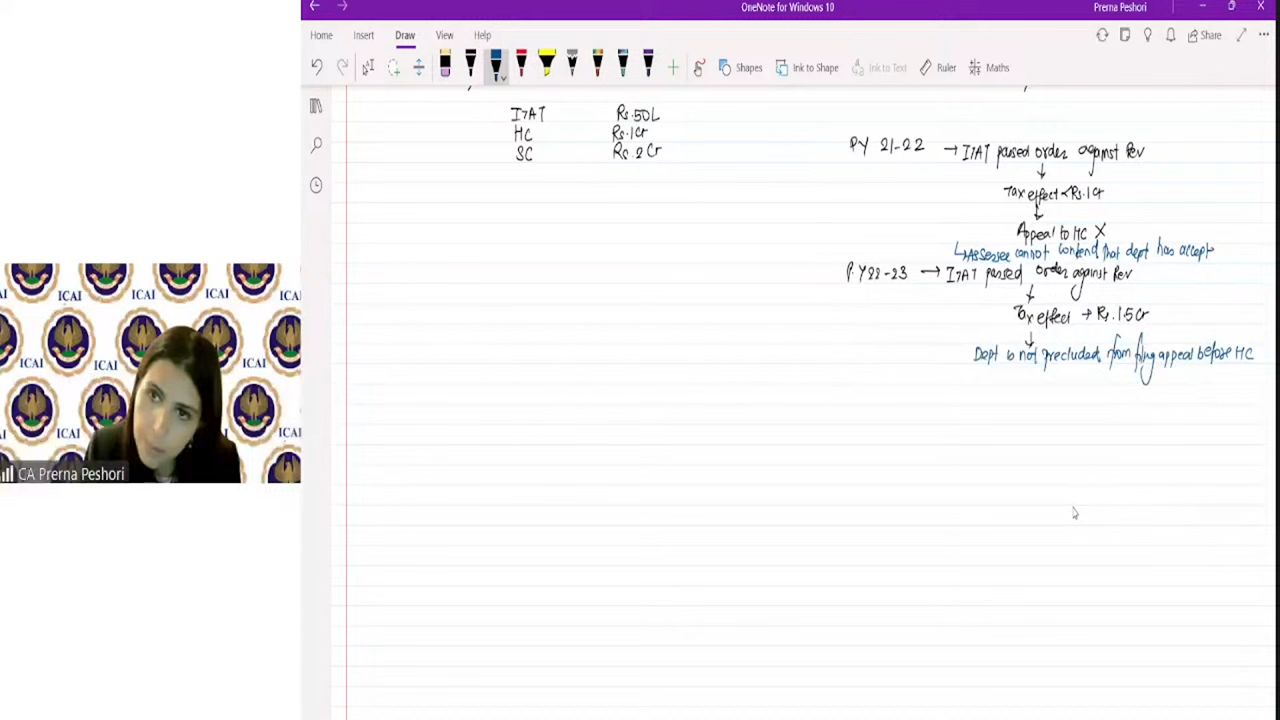 OneNote for Windows 10
Prerna Peshori
Home Insert Draw View Help
Share
Shapes Ink to Shape Ink to Text Ruler Maths
ITAT Rs.50L
HC Rs.1Cr
SC Rs.2Cr
PY 21-22 → ITAT passed order against Rev
↓
Tax effect < Rs.1Cr
↓
Appeal to HC X
↳ Assessee cannot contend that dept has accept
P.Y 22-23 → ITAT passed order against Rev
↓
Tax effect → Rs.1.5Cr
↓
Dept is not precluded from filing appeal before HC
ICAI ICAI ICAI
ICAI
CA Prerna Peshori